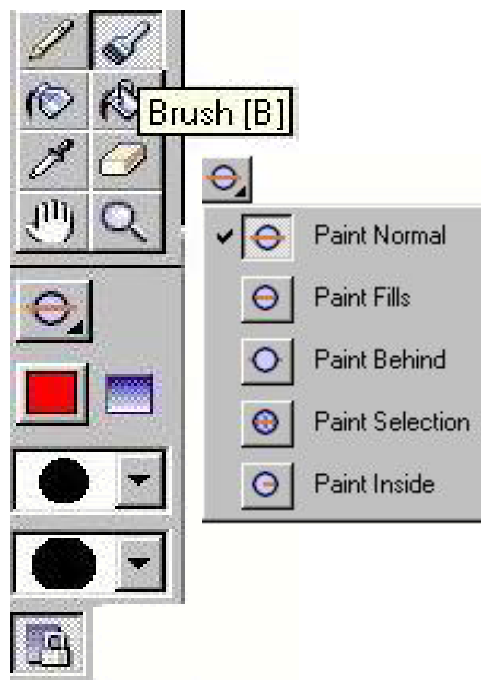 Brush [B]
Paint Normal
Paint Fills
Paint Behind
Paint Selection
Paint Inside